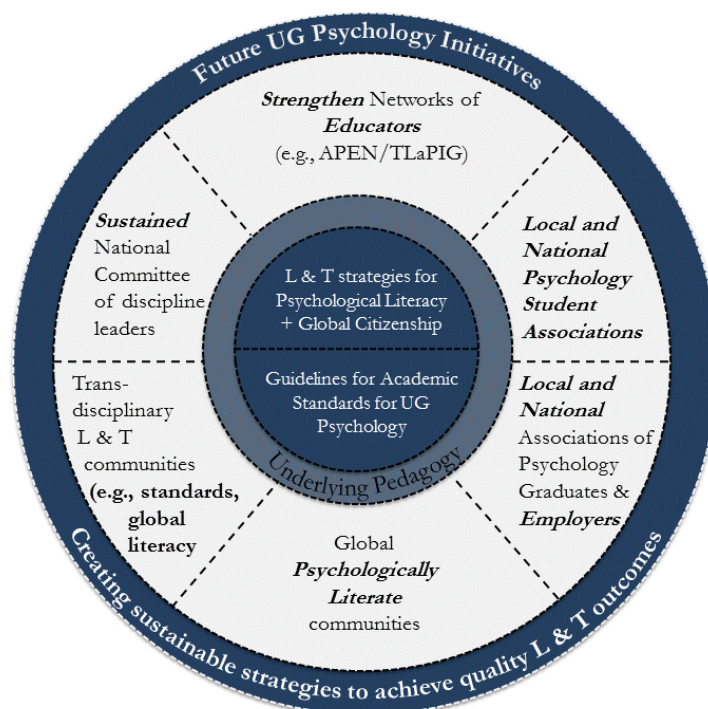 Future UG Psychology Initiatives
Strengthen Networks of
Educators
(e.g., APEN/TLaPIG)
Sustained
National
Committee
of discipline
leaders
Local and
National
Psychology
Student
Associations
L & T strategies for
Psychological Literacy
+ Global Citizenship
Guidelines for Academic
Standards for UG
Psychology
Underlying Pedagogy
Trans-
disciplinary
L & T
communities
(e.g., standards,
global
literacy
Local and
National
Associations of
Psychology
Graduates &
Employers
Global
Psychologically
Literate
communities
Creating sustainable strategies to achieve quality L & T outcomes